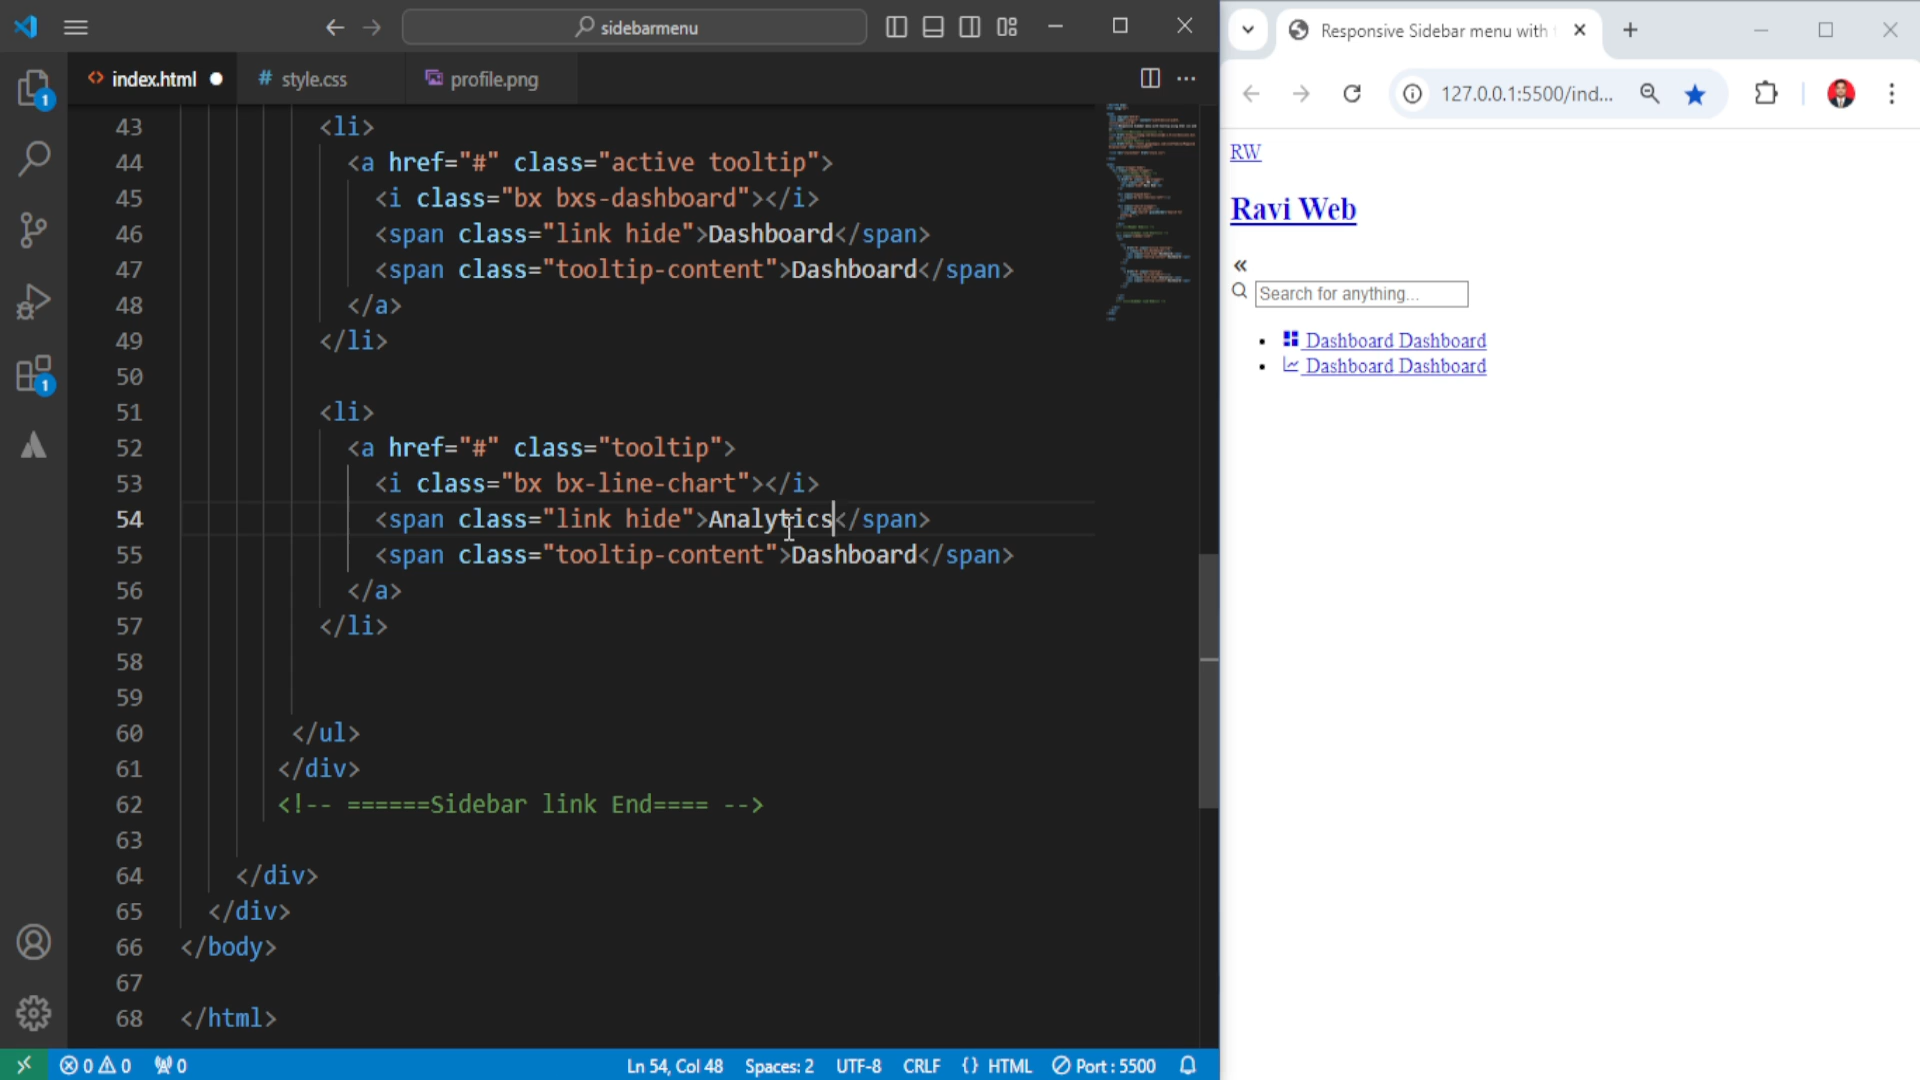 sidebarmenu
index.html
# style.css
profile.png
1
1
43 <li>
44 <a href="#" class="active tooltip">
45 <i class="bx bxs-dashboard"></i>
46 <span class="link hide">Dashboard</span>
47 <span class="tooltip-content">Dashboard</span>
48 </a>
49 </li>
50
51 <li>
52 <a href="#" class="tooltip">
53 <i class="bx bx-line-chart"></i>
54 <span class="link hide">Analytics</span>
55 <span class="tooltip-content">Dashboard</span>
56 </a>
57 </li>
58
59
60 </ul>
61 </div>
62 <!-- ======Sidebar link End==== -->
63
64 </div>
65 </div>
66 </body>
67
68 </html>
0 0 0 Ln 54, Col 48 Spaces: 2 UTF-8 CRLF {} HTML Port : 5500
Responsive Sidebar menu with
127.0.0.1:5500/ind...
RW
Ravi Web
«
Search for anything...
• Dashboard Dashboard
• Dashboard Dashboard